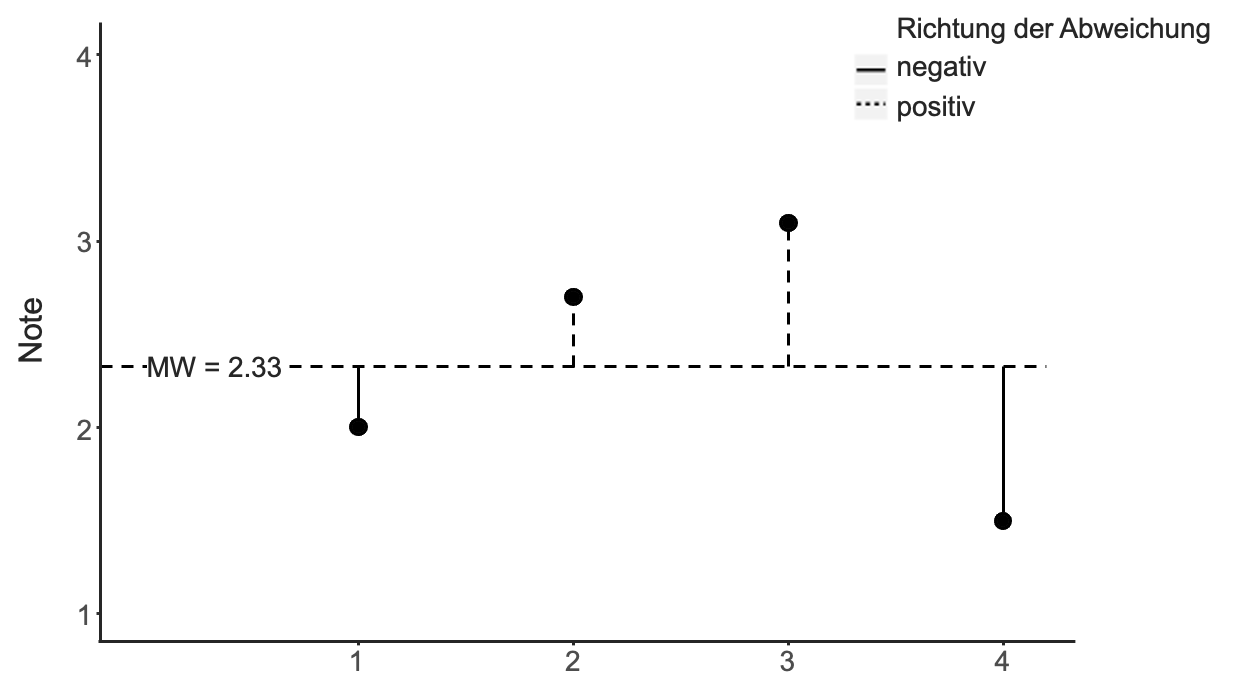 Richtung der Abweichung
negativ
positiv
4
3
2
1
Note
MW = 2.33
1
2
3
4